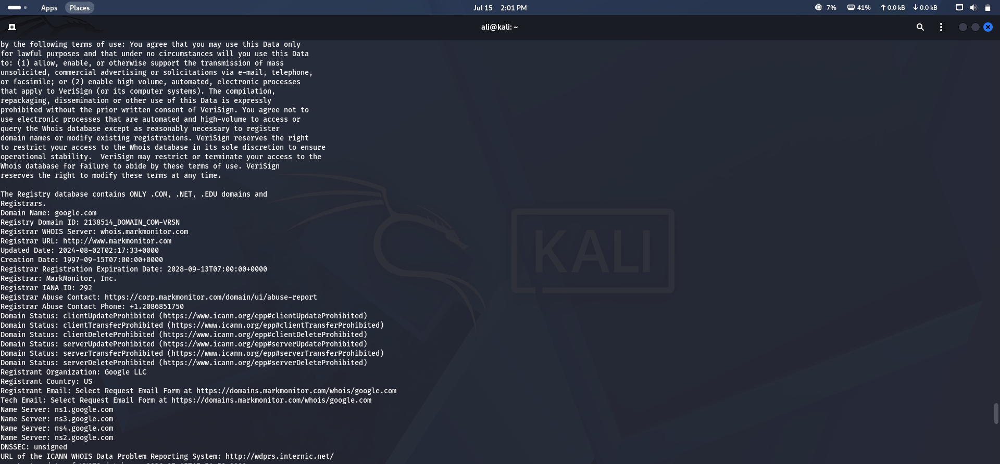 Apps Places Jul 15 2:01 PM 7% 41% 0.0 kB 0.0 kB
ali@kali: ~
by the following terms of use: You agree that you may use this Data only
for lawful purposes and that under no circumstances will you use this Data
to: (1) allow, enable, or otherwise support the transmission of mass
unsolicited, commercial advertising or solicitations via e-mail, telephone,
or facsimile; or (2) enable high volume, automated, electronic processes
that apply to VeriSign (or its computer systems). The compilation,
repackaging, dissemination or other use of this Data is expressly
prohibited without the prior written consent of VeriSign. You agree not to
use electronic processes that are automated and high-volume to access or
query the Whois database except as reasonably necessary to register
domain names or modify existing registrations. VeriSign reserves the right
to restrict your access to the Whois database in its sole discretion to ensure
operational stability.  VeriSign may restrict or terminate your access to the
Whois database for failure to abide by these terms of use. VeriSign
reserves the right to modify these terms at any time.
The Registry database contains ONLY .COM, .NET, .EDU domains and
Registrars.
Domain Name: google.com
Registry Domain ID: 2138514_DOMAIN_COM-VRSN
Registrar WHOIS Server: whois.markmonitor.com
Registrar URL: http://www.markmonitor.com
Updated Date: 2024-08-02T02:17:33+0000
Creation Date: 1997-09-15T07:00:00+0000
Registrar Registration Expiration Date: 2028-09-13T07:00:00+0000
Registrar: MarkMonitor, Inc.
Registrar IANA ID: 292
Registrar Abuse Contact: https://corp.markmonitor.com/domain/ui/abuse-report
Registrar Abuse Contact Phone: +1.2086851750
Domain Status: clientUpdateProhibited (https://www.icann.org/epp#clientUpdateProhibited)
Domain Status: clientTransferProhibited (https://www.icann.org/epp#clientTransferProhibited)
Domain Status: clientDeleteProhibited (https://www.icann.org/epp#clientDeleteProhibited)
Domain Status: serverUpdateProhibited (https://www.icann.org/epp#serverUpdateProhibited)
Domain Status: serverTransferProhibited (https://www.icann.org/epp#serverTransferProhibited)
Domain Status: serverDeleteProhibited (https://www.icann.org/epp#serverDeleteProhibited)
Registrant Organization: Google LLC
Registrant Country: US
Registrant Email: Select Request Email Form at https://domains.markmonitor.com/whois/google.com
Tech Email: Select Request Email Form at https://domains.markmonitor.com/whois/google.com
Name Server: ns1.google.com
Name Server: ns3.google.com
Name Server: ns4.google.com
Name Server: ns2.google.com
DNSSEC: unsigned
URL of the ICANN WHOIS Data Problem Reporting System: http://wdprs.internic.net/
KALI